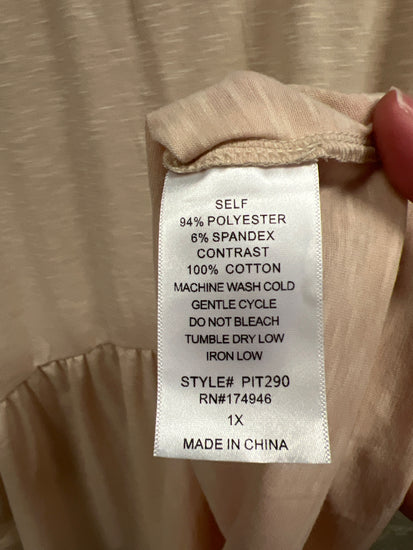 SELF
94% POLYESTER
6% SPANDEX
CONTRAST
100% COTTON
MACHINE WASH COLD
GENTLE CYCLE
DO NOT BLEACH
TUMBLE DRY LOW
IRON LOW
STYLE# PIT290
RN#174946
1X
MADE IN CHINA